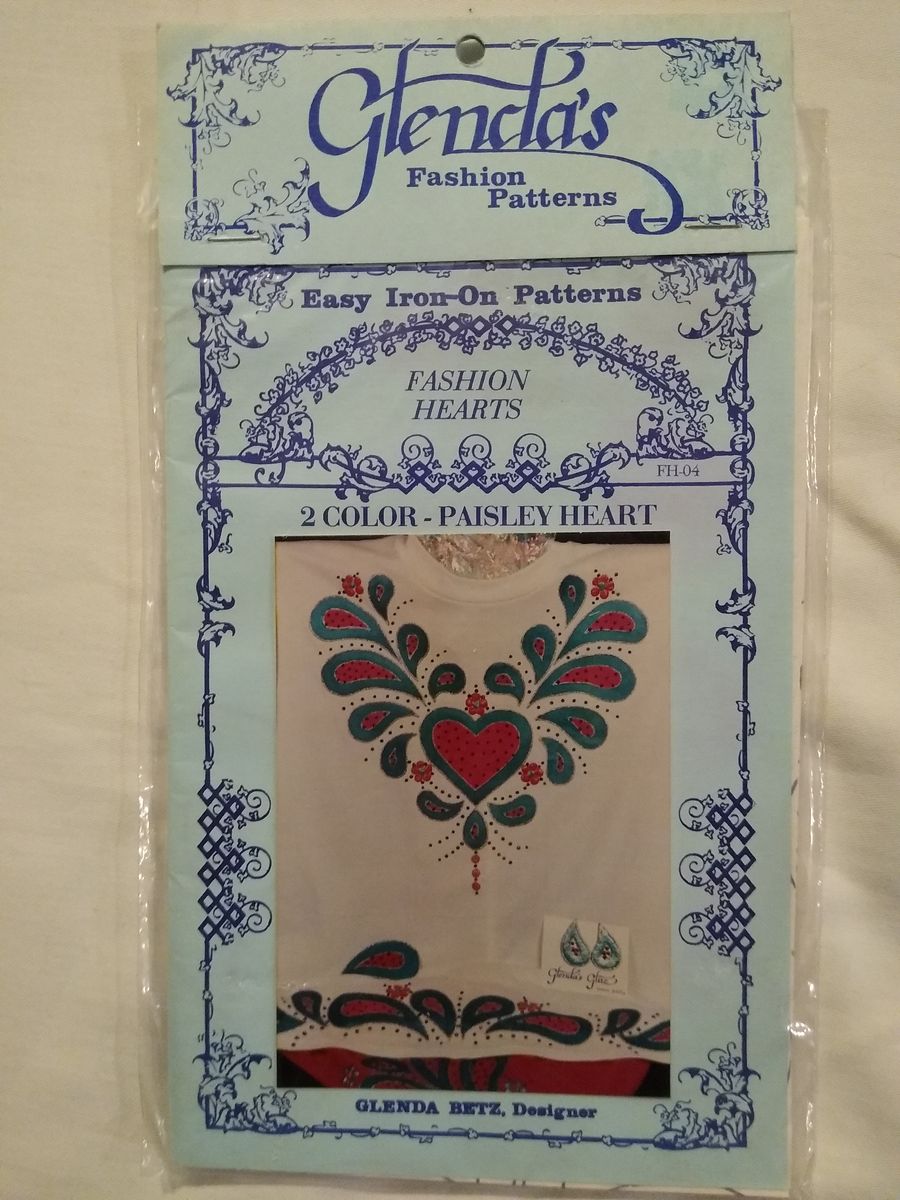 Glenda's
Fashion
Patterns
Easy Iron-On Patterns
FASHION
HEARTS
FH-04
2 COLOR - PAISLEY HEART
Glenda's Glitz
GLENDA BETZ, Designer